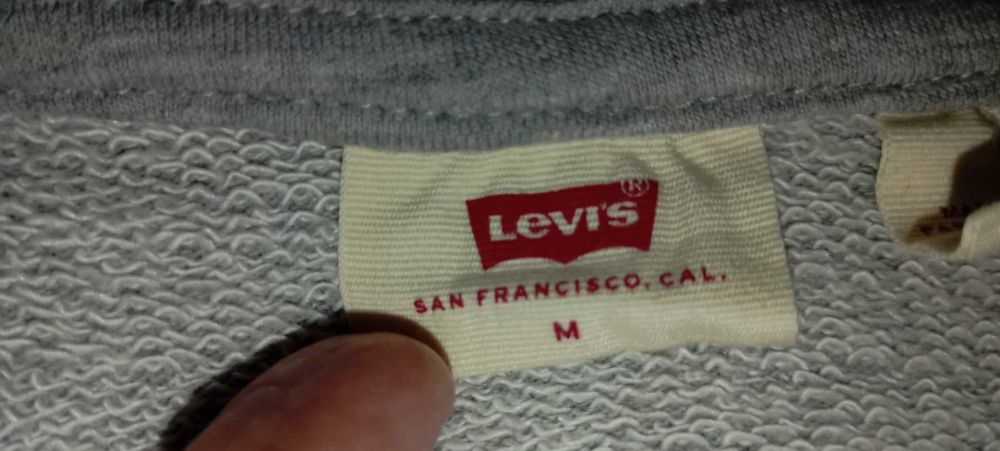 Levi's®
SAN FRANCISCO, CAL.
M